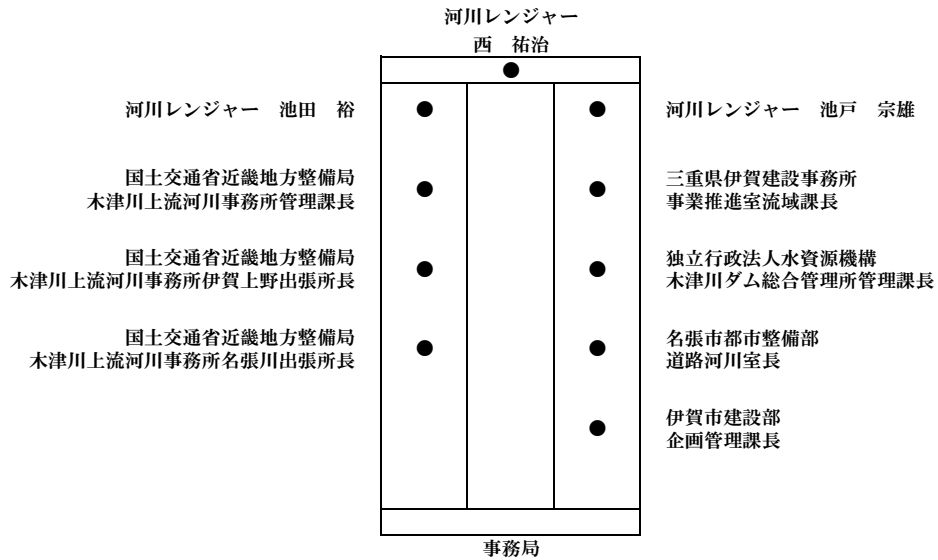 河川レンジャー
西　祐治
河川レンジャー　池田　裕
河川レンジャー　池戸　宗雄
国土交通省近畿地方整備局
木津川上流河川事務所管理課長
三重県伊賀建設事務所
事業推進室流域課長
国土交通省近畿地方整備局
木津川上流河川事務所伊賀上野出張所長
独立行政法人水資源機構
木津川ダム総合管理所管理課長
国土交通省近畿地方整備局
木津川上流河川事務所名張川出張所長
名張市都市整備部
道路河川室長
伊賀市建設部
企画管理課長
事務局